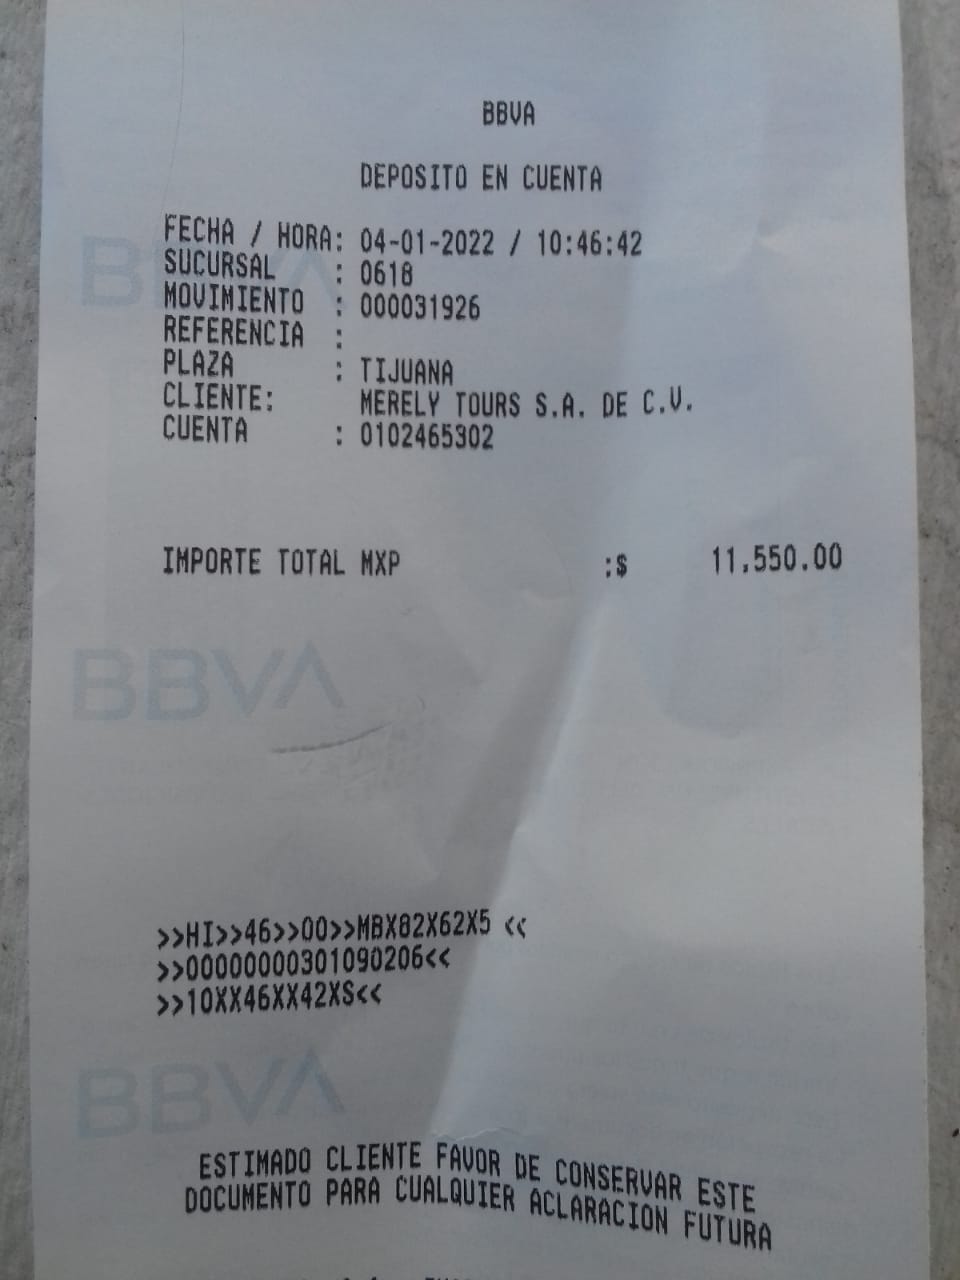 BBVA
DEPOSITO EN CUENTA
FECHA / HORA: 04-01-2022 / 10:46:42
SUCURSAL : 0618
MOVIMIENTO : 000031926
REFERENCIA :
PLAZA : TIJUANA
CLIENTE: MERELY TOURS S.A. DE C.V.
CUENTA : 0102465302
IMPORTE TOTAL MXP :$ 11,550.00
BBVA
>>HI>>46>>00>>MBX82X62X5 <<
>>00000000301090206<<
>>10XX46XX42XS<<
BBVA
ESTIMADO CLIENTE FAVOR DE CONSERVAR ESTE
DOCUMENTO PARA CUALQUIER ACLARACION FUTURA